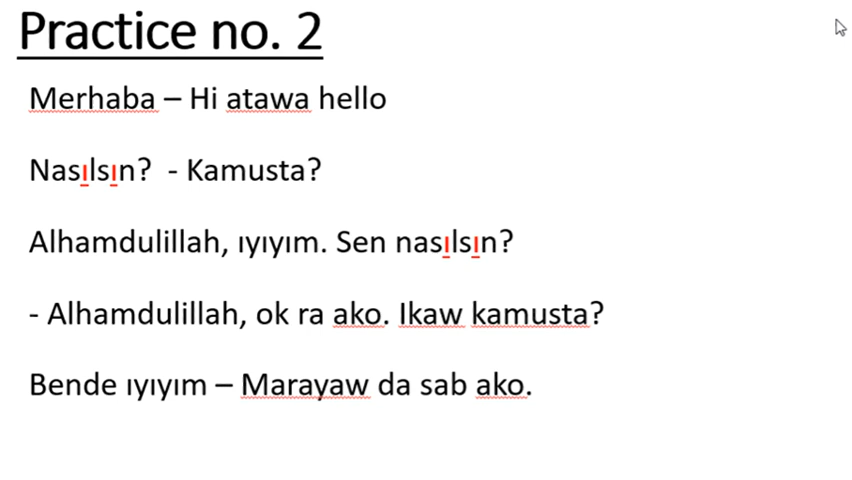 Practice no. 2
Merhaba – Hi atawa hello
Nasılsın? - Kamusta?
Alhamdulillah, ıyıyım. Sen nasılsın?
- Alhamdulillah, ok ra ako. Ikaw kamusta?
Bende ıyıyım – Marayaw da sab ako.